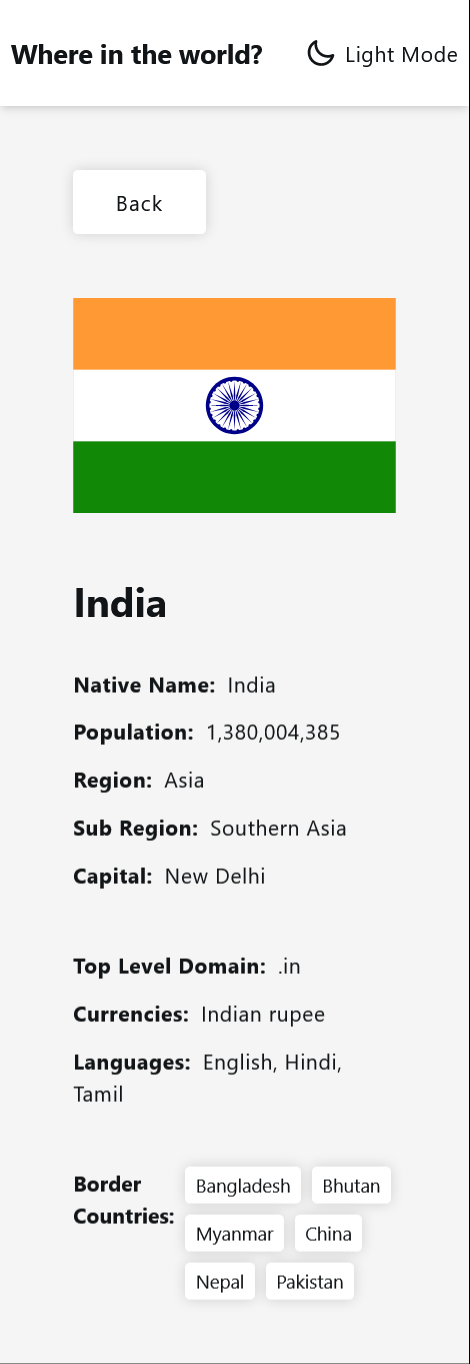 Where in the world? Light Mode
Back
India
Native Name: India
Population: 1,380,004,385
Region: Asia
Sub Region: Southern Asia
Capital: New Delhi
Top Level Domain: .in
Currencies: Indian rupee
Languages: English, Hindi,
Tamil
Border
Countries:
Bangladesh Bhutan
Myanmar China
Nepal Pakistan